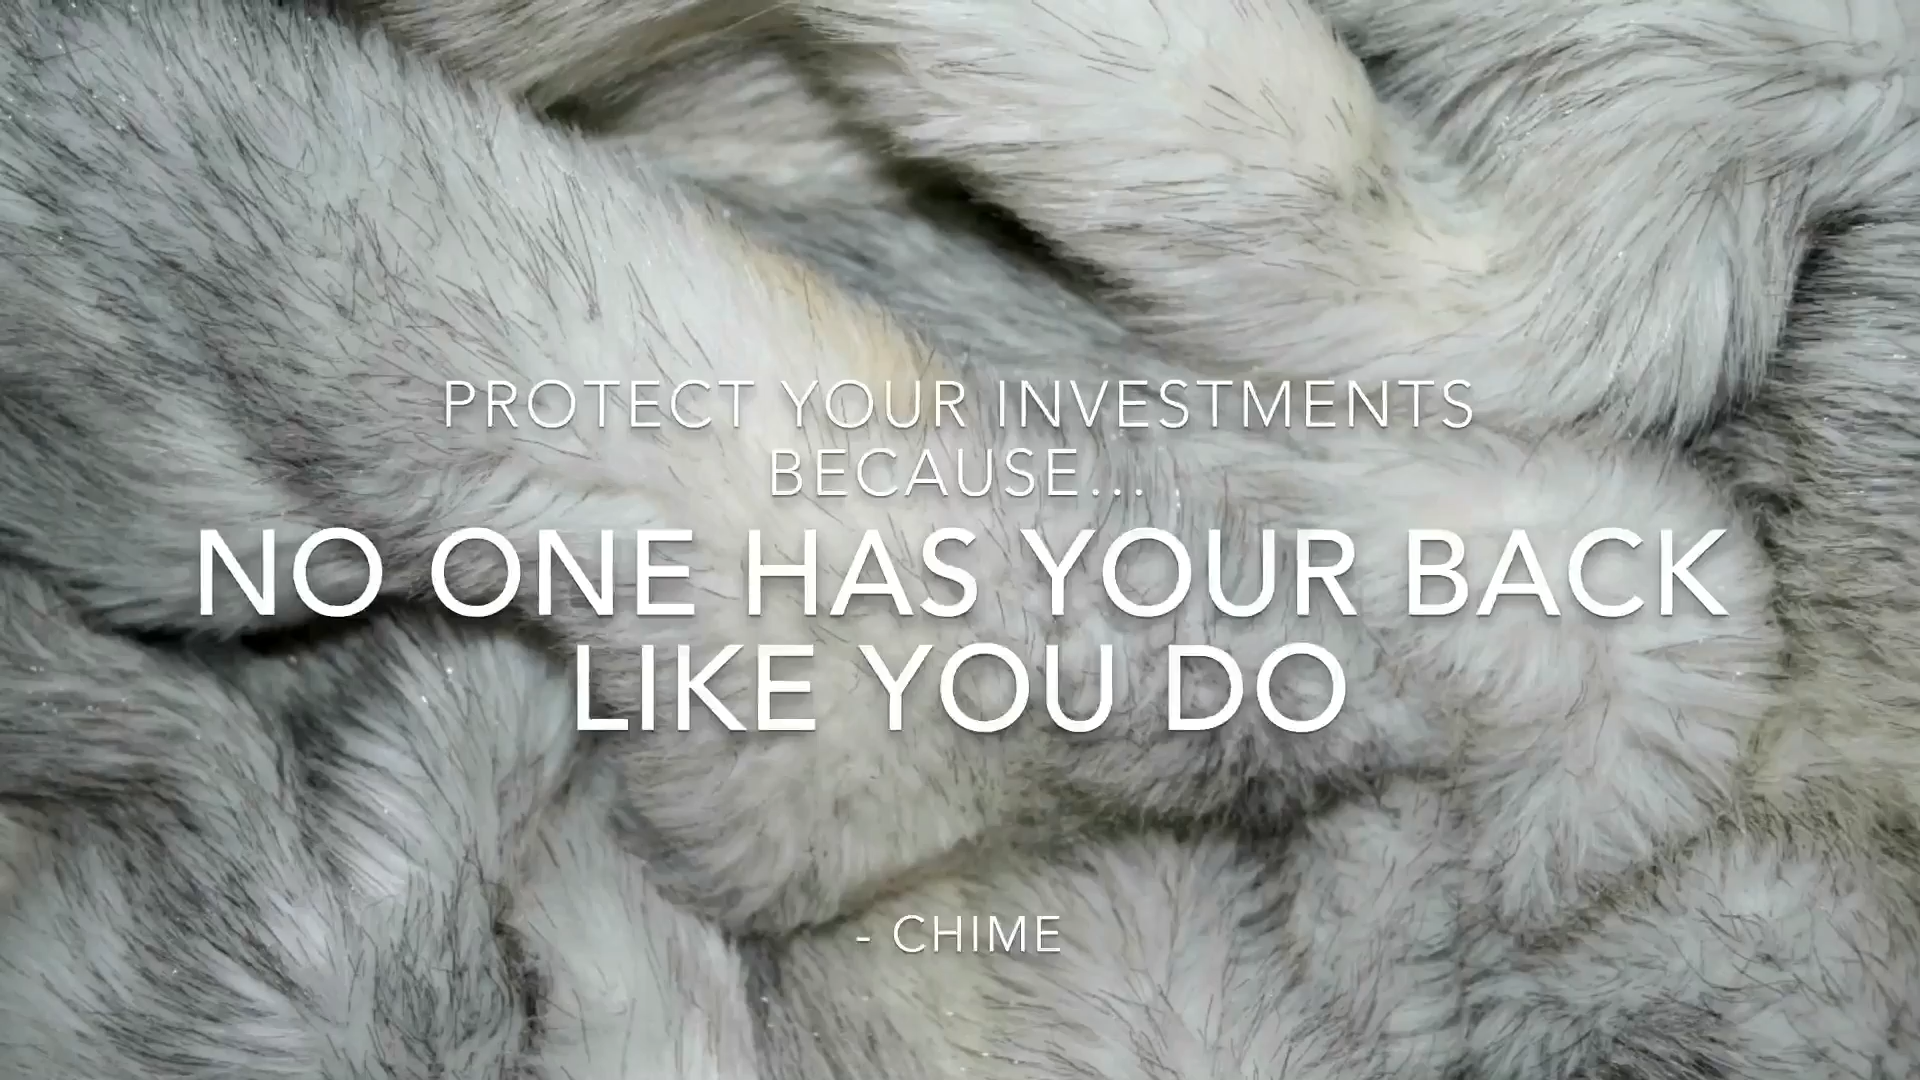 PROTECT YOUR INVESTMENTS
BECAUSE...
NO ONE HAS YOUR BACK
LIKE YOU DO
- CHIME